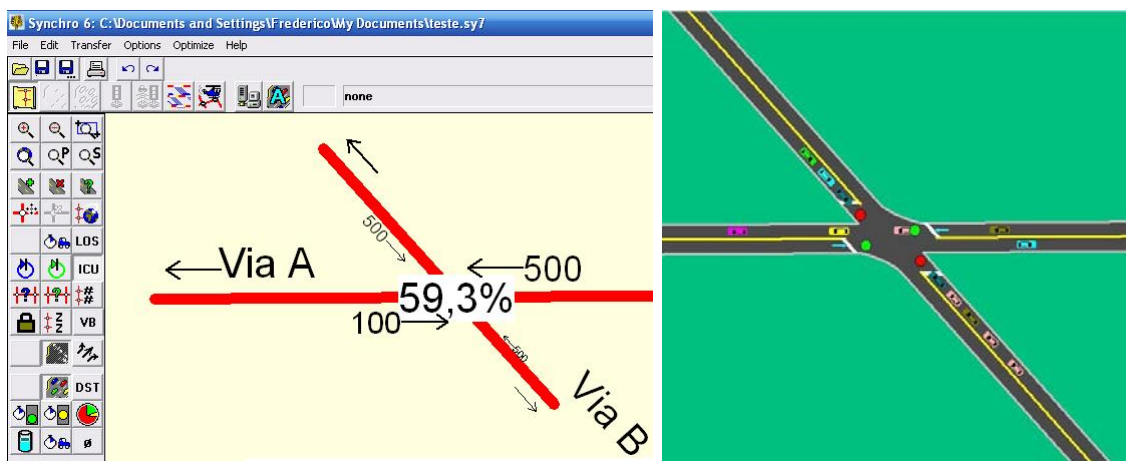 Synchro 6: C:\Documents and Settings\Frederico\My Documents\teste.sy7
File Edit Transfer Options Optimize Help
none
P S
LOS
ICU
VB
DST
ø
500
Via A
500
59,3%
100
500
Via B